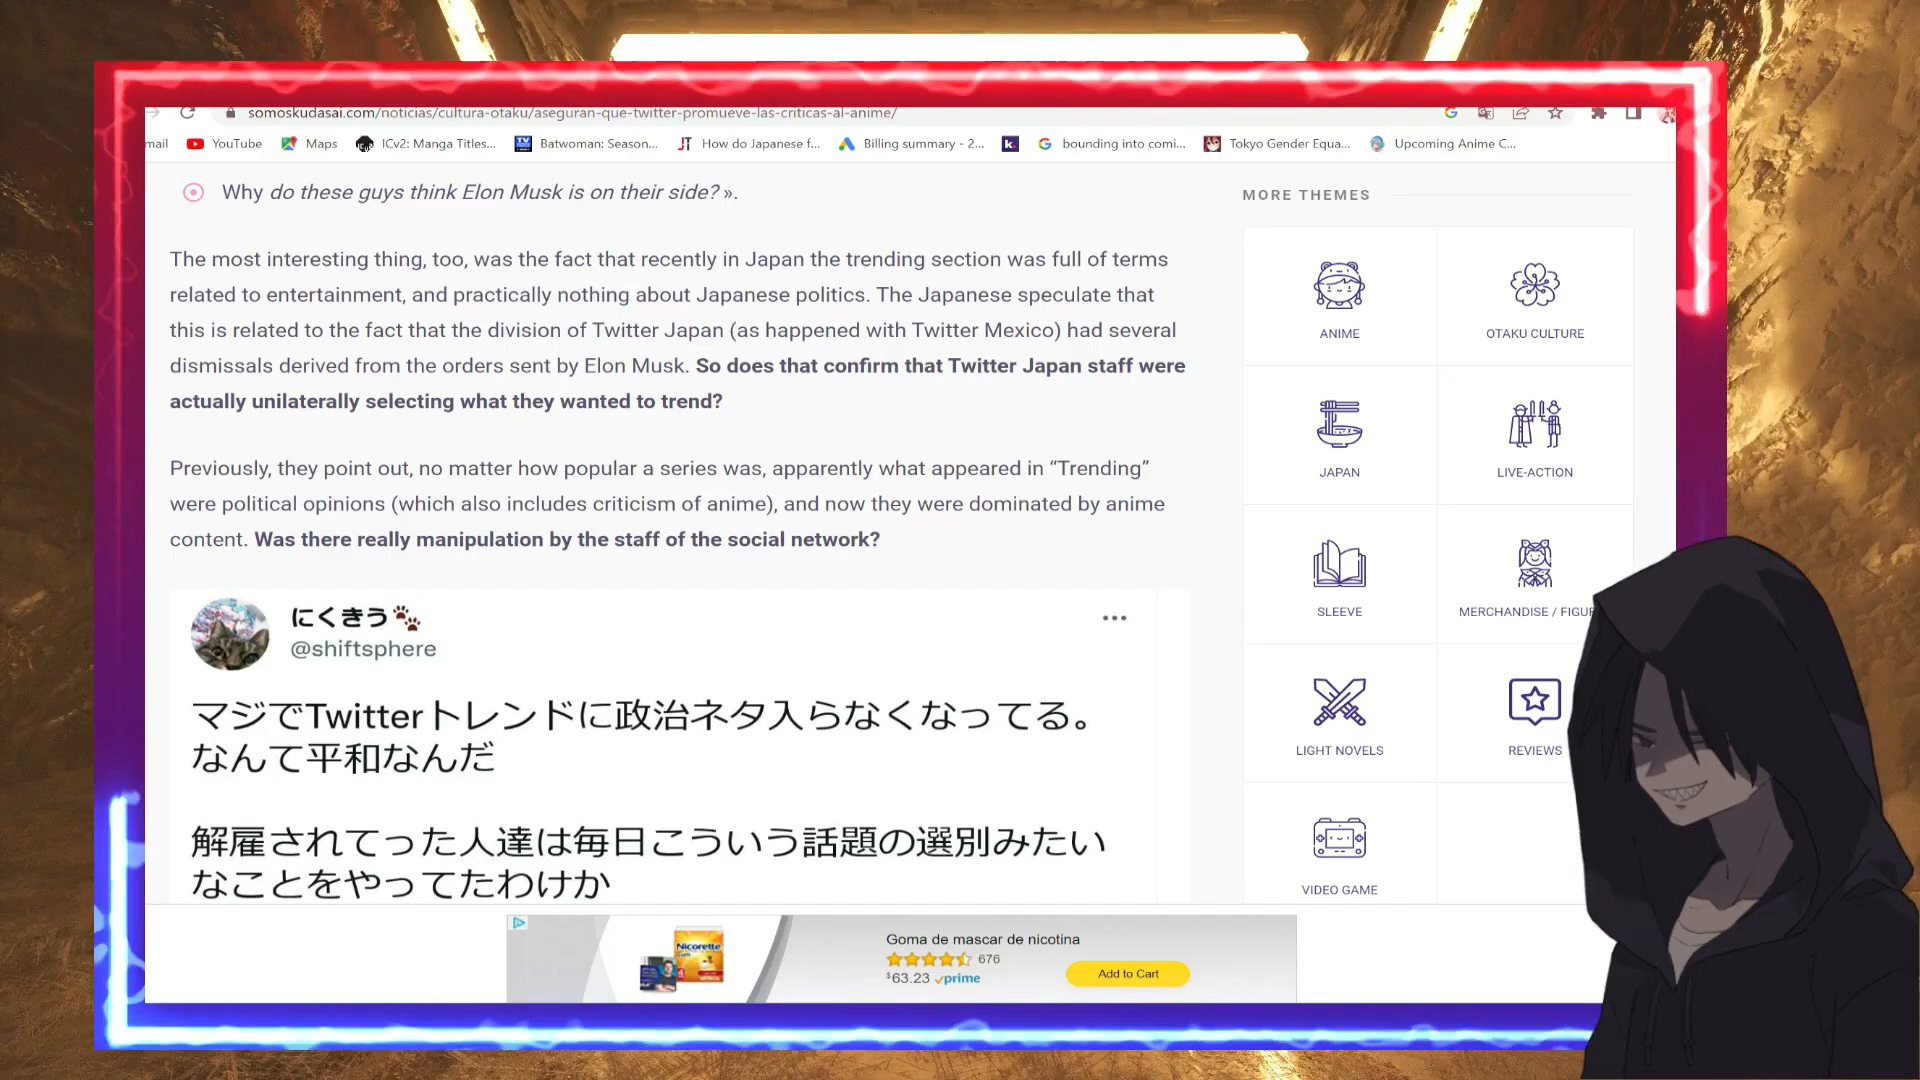 somoskudasai.com/noticias/cultura-otaku/aseguran-que-twitter-promueve-las-criticas-al-anime/
mail YouTube Maps ICv2: Manga Titles... Batwoman: Season... How do Japanese f... Billing summary - 2... bounding into comi... Tokyo Gender Equa... Upcoming Anime C...
Why do these guys think Elon Musk is on their side? ».
The most interesting thing, too, was the fact that recently in Japan the trending section was full of terms
related to entertainment, and practically nothing about Japanese politics. The Japanese speculate that
this is related to the fact that the division of Twitter Japan (as happened with Twitter Mexico) had several
dismissals derived from the orders sent by Elon Musk. So does that confirm that Twitter Japan staff were
actually unilaterally selecting what they wanted to trend?
Previously, they point out, no matter how popular a series was, apparently what appeared in “Trending”
were political opinions (which also includes criticism of anime), and now they were dominated by anime
content. Was there really manipulation by the staff of the social network?
にくきう
@shiftsphere
マジでTwitterトレンドに政治ネタ入らなくなってる。
なんて平和なんだ
解雇されてった人達は毎日こういう話題の選別みたい
なことをやってたわけか
MORE THEMES
ANIME
OTAKU CULTURE
JAPAN
LIVE-ACTION
SLEEVE
MERCHANDISE / FIGUR
LIGHT NOVELS
REVIEWS
VIDEO GAME
Nicorette
Goma de mascar de nicotina
676
$63.23 prime
Add to Cart